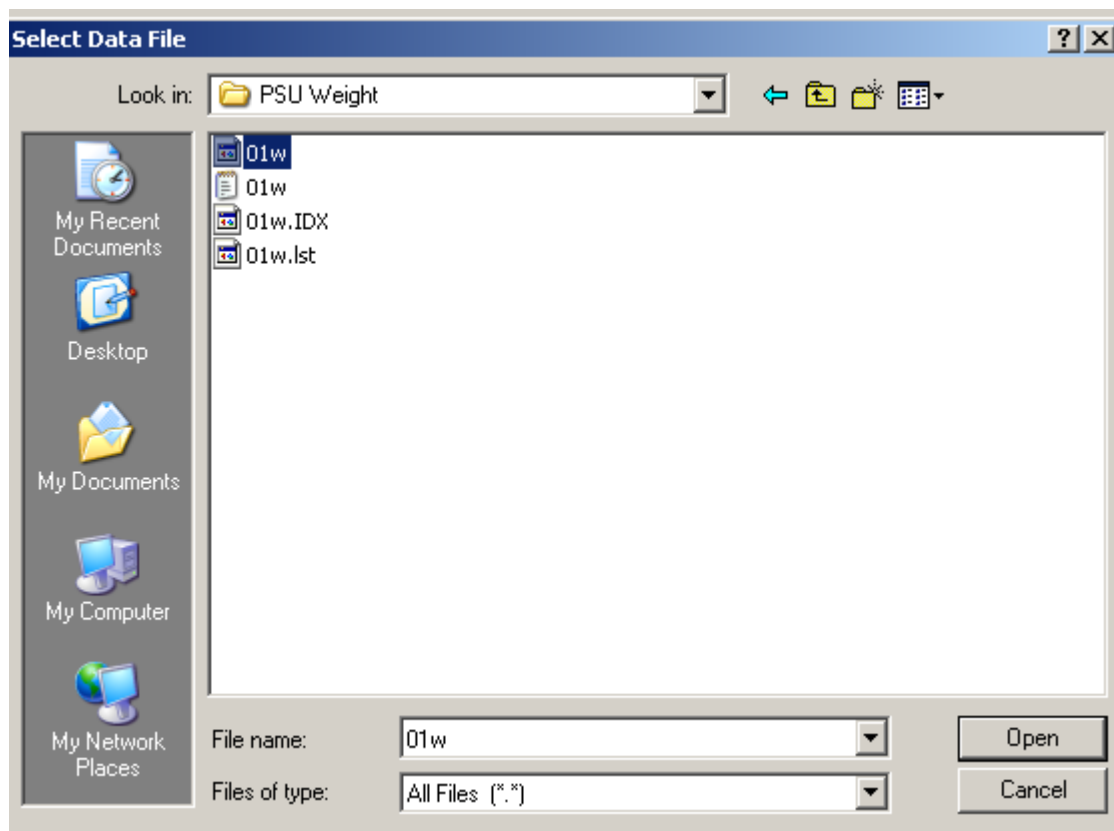 Select Data File
Look in: PSU Weight
My Recent
Documents
Desktop
My Documents
My Computer
My Network
Places
01w
01w
01w.IDX
01w.lst
File name: 01w Open
Files of type: All Files (*.*) Cancel